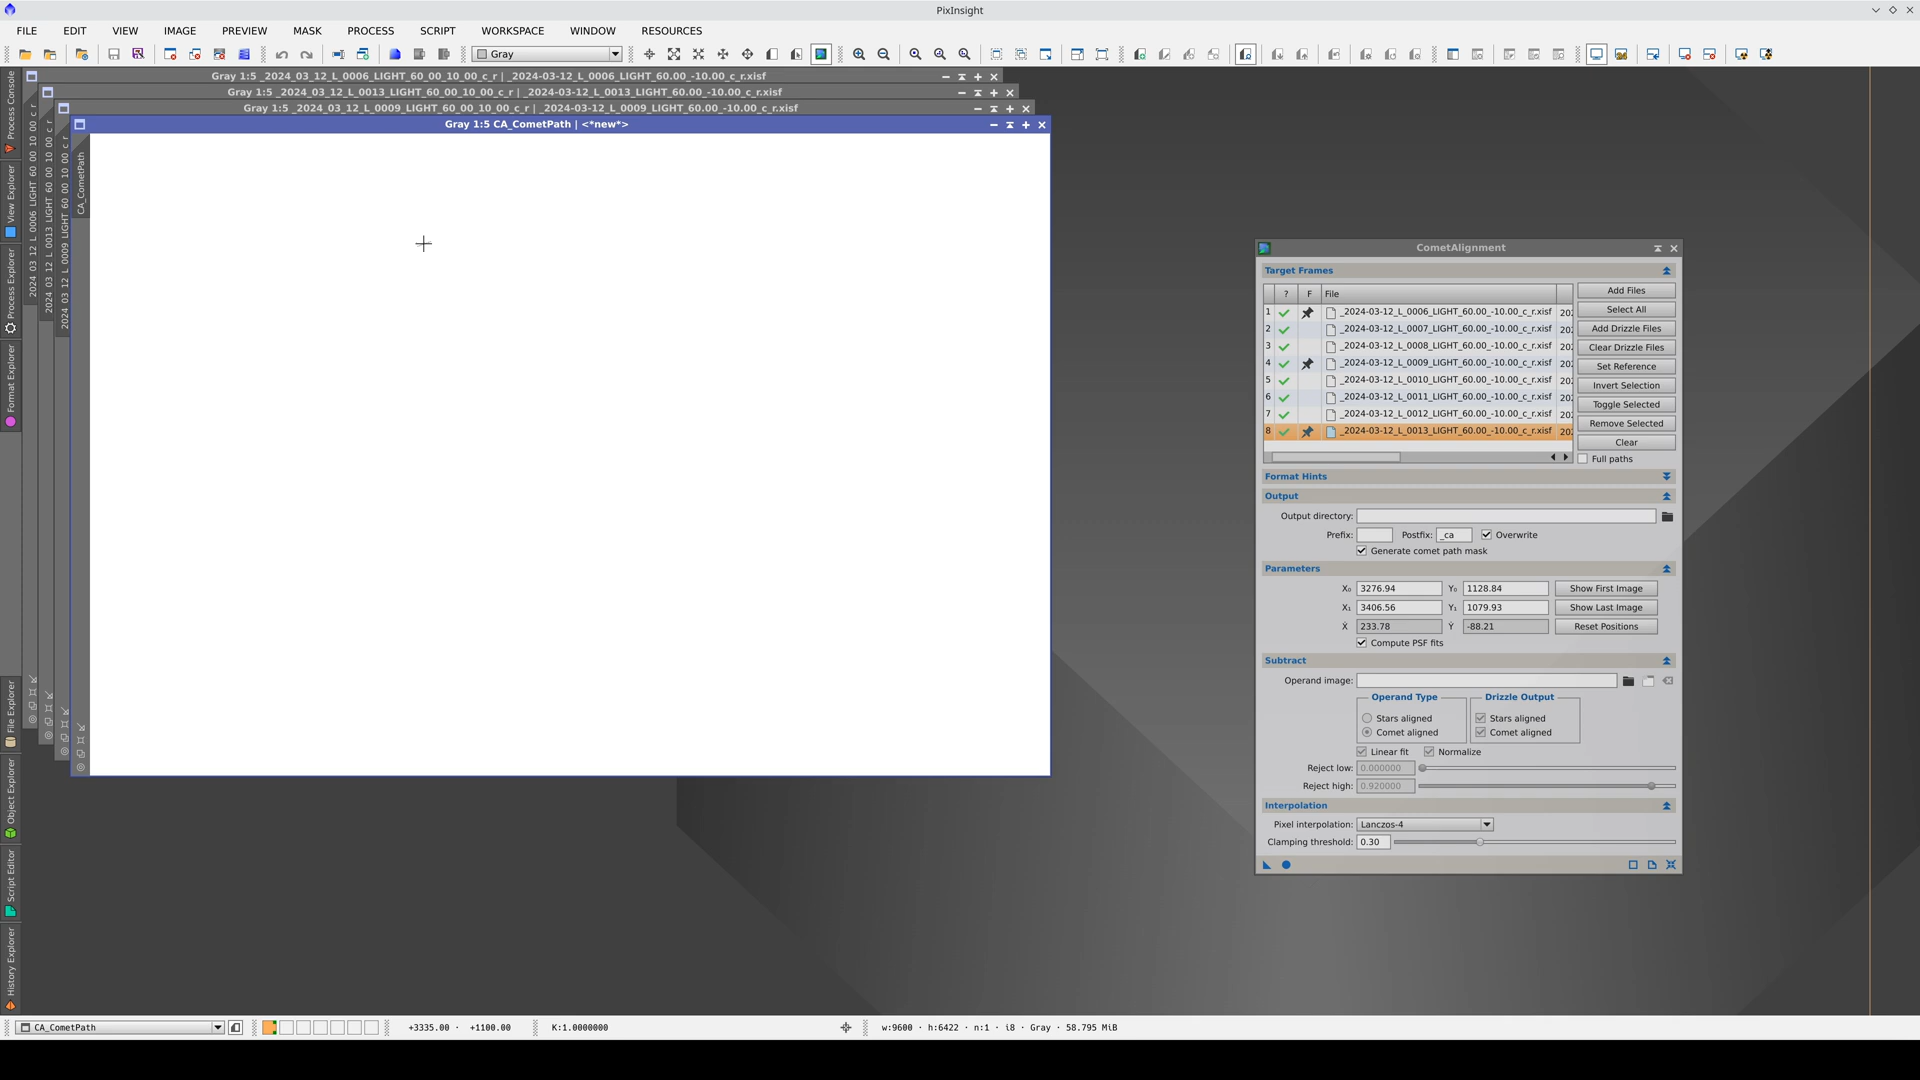 PixInsight
FILE EDIT VIEW IMAGE PREVIEW MASK PROCESS SCRIPT WORKSPACE WINDOW RESOURCES
Gray
Gray 1:5 _2024_03_12_L_0006_LIGHT_60_00_10_00_c_r | _2024-03-12_L_0006_LIGHT_60.00_-10.00_c_r.xisf
Gray 1:5 _2024_03_12_L_0013_LIGHT_60_00_10_00_c_r | _2024-03-12_L_0013_LIGHT_60.00_-10.00_c_r.xisf
Gray 1:5 _2024_03_12_L_0009_LIGHT_60_00_10_00_c_r | _2024-03-12_L_0009_LIGHT_60.00_-10.00_c_r.xisf
Gray 1:5 CA_CometPath | <*new*>
Process Console
View Explorer
Process Explorer
Format Explorer
File Explorer
Object Explorer
Script Editor
History Explorer
2024_03_12_L_0006_LIGHT_60_00_10_00_c_r
2024_03_12_L_0013_LIGHT_60_00_10_00_c_r
2024_03_12_L_0009_LIGHT_60_00_10_00_c_r
CA_CometPath
CometAlignment
Target Frames
? F File
1 _2024-03-12_L_0006_LIGHT_60.00_-10.00_c_r.xisf 202
2 _2024-03-12_L_0007_LIGHT_60.00_-10.00_c_r.xisf 202
3 _2024-03-12_L_0008_LIGHT_60.00_-10.00_c_r.xisf 202
4 _2024-03-12_L_0009_LIGHT_60.00_-10.00_c_r.xisf 202
5 _2024-03-12_L_0010_LIGHT_60.00_-10.00_c_r.xisf 202
6 _2024-03-12_L_0011_LIGHT_60.00_-10.00_c_r.xisf 202
7 _2024-03-12_L_0012_LIGHT_60.00_-10.00_c_r.xisf 202
8 _2024-03-12_L_0013_LIGHT_60.00_-10.00_c_r.xisf 202
Add Files
Select All
Add Drizzle Files
Clear Drizzle Files
Set Reference
Invert Selection
Toggle Selected
Remove Selected
Clear
Full paths
Format Hints
Output
Output directory:
Prefix: Postfix: _ca Overwrite
Generate comet path mask
Parameters
X₀ 3276.94 Y₀ 1128.84 Show First Image
X₁ 3406.56 Y₁ 1079.93 Show Last Image
Ẋ 233.78 Ẏ -88.21 Reset Positions
Compute PSF fits
Subtract
Operand image:
Operand Type Drizzle Output
Stars aligned Stars aligned
Comet aligned Comet aligned
Linear fit Normalize
Reject low: 0.000000
Reject high: 0.920000
Interpolation
Pixel interpolation: Lanczos-4
Clamping threshold: 0.30
CA_CometPath +3335.00 · +1100.00 K:1.0000000 w:9600 · h:6422 · n:1 · i8 · Gray · 58.795 MiB